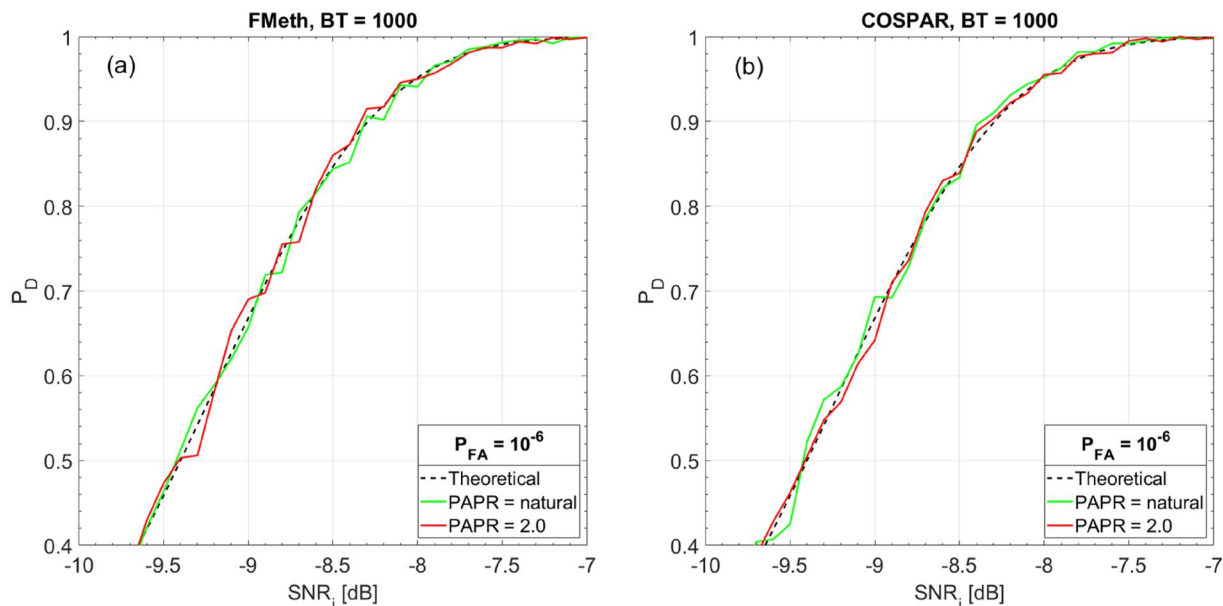 FMeth, BT = 1000
(a)
P_D
1
0.9
0.8
0.7
0.6
0.5
0.4
-10 -9.5 -9 -8.5 -8 -7.5 -7
SNR_i [dB]
P_FA = 10^-6
Theoretical
PAPR = natural
PAPR = 2.0
COSPAR, BT = 1000
(b)
P_D
1
0.9
0.8
0.7
0.6
0.5
0.4
-10 -9.5 -9 -8.5 -8 -7.5 -7
SNR_i [dB]
P_FA = 10^-6
Theoretical
PAPR = natural
PAPR = 2.0